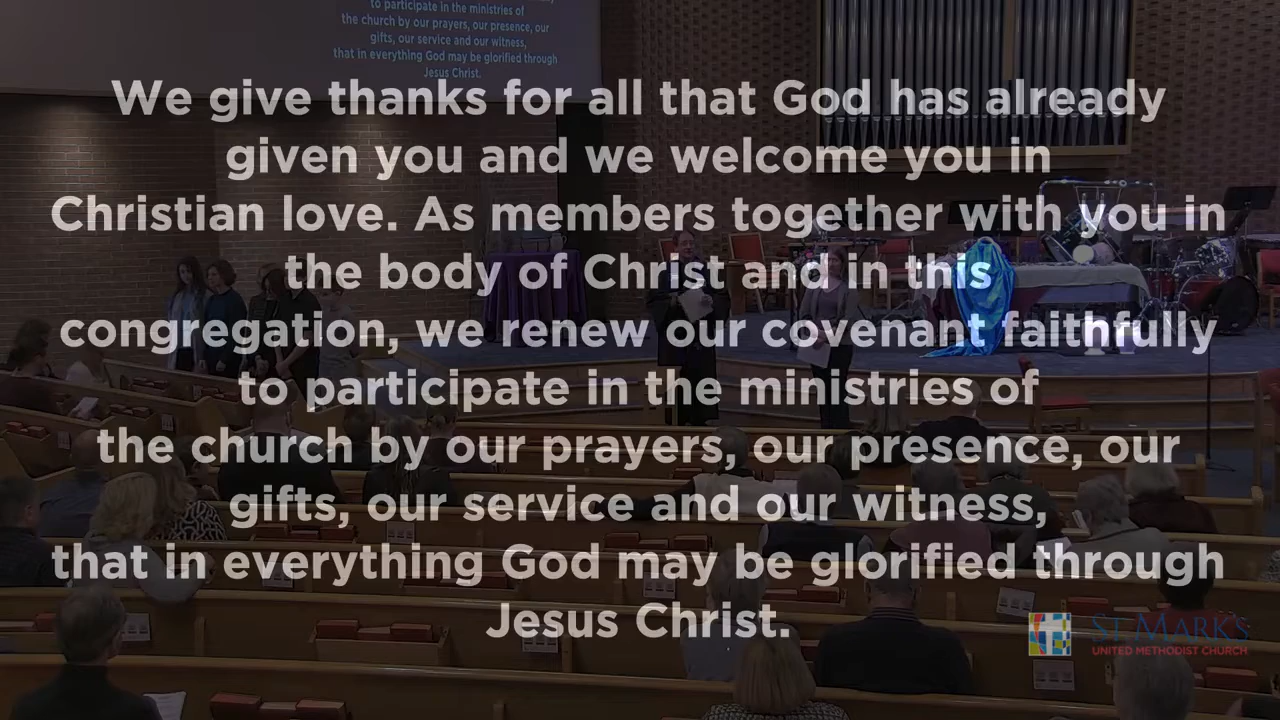 to participate in the ministries of
the church by our prayers, our presence, our
gifts, our service and our witness,
that in everything God may be glorified through
Jesus Christ.
We give thanks for all that God has already
given you and we welcome you in
Christian love. As members together with you in
the body of Christ and in this
congregation, we renew our covenant faithfully
to participate in the ministries of
the church by our prayers, our presence, our
gifts, our service and our witness,
that in everything God may be glorified through
Jesus Christ.
ST. MARK'S
UNITED METHODIST CHURCH